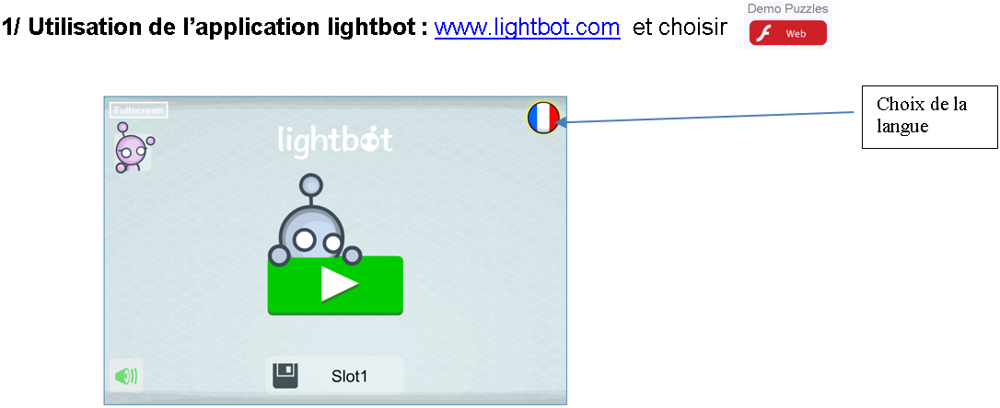 Demo Puzzles
1/ Utilisation de l’application lightbot : www.lightbot.com et choisir
Web
Choix de la
langue
Fullscreen
lightbot
Slot1